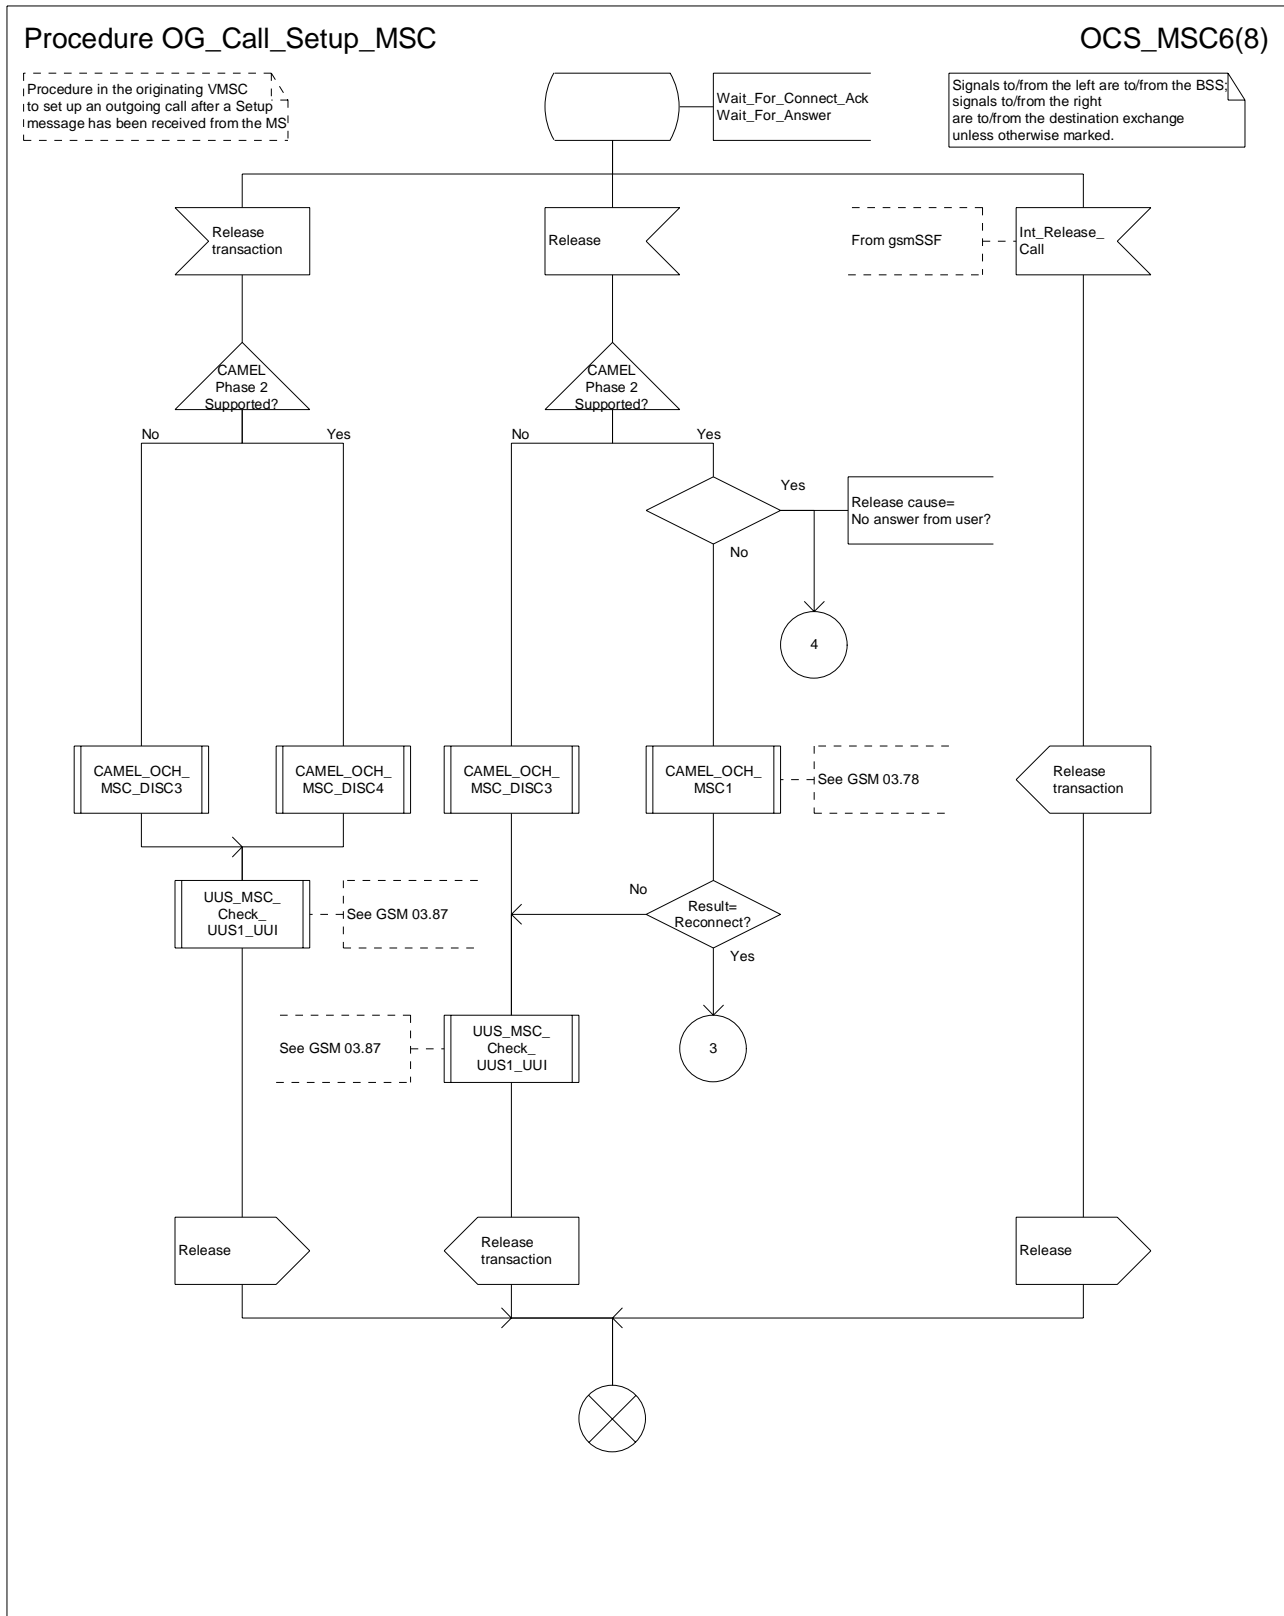 Procedure OG_Call_Setup_MSC
OCS_MSC6(8)
Procedure in the originating VMSC
to set up an outgoing call after a Setup
message has been received from the MS
Wait_For_Connect_Ack
Wait_For_Answer
Signals to/from the left are to/from the BSS;
signals to/from the right
are to/from the destination exchange
unless otherwise marked.
Release
transaction
Release
From gsmSSF
Int_Release_
Call
CAMEL
Phase 2
Supported?
CAMEL
Phase 2
Supported?
No
Yes
No
Yes
Yes
Release cause=
No answer from user?
No
4
CAMEL_OCH_
MSC_DISC3
CAMEL_OCH_
MSC_DISC4
CAMEL_OCH_
MSC_DISC3
CAMEL_OCH_
MSC1
See GSM 03.78
Release
transaction
UUS_MSC_
Check_
UUS1_UUI
See GSM 03.87
No
Result=
Reconnect?
Yes
See GSM 03.87
UUS_MSC_
Check_
UUS1_UUI
3
Release
Release
transaction
Release